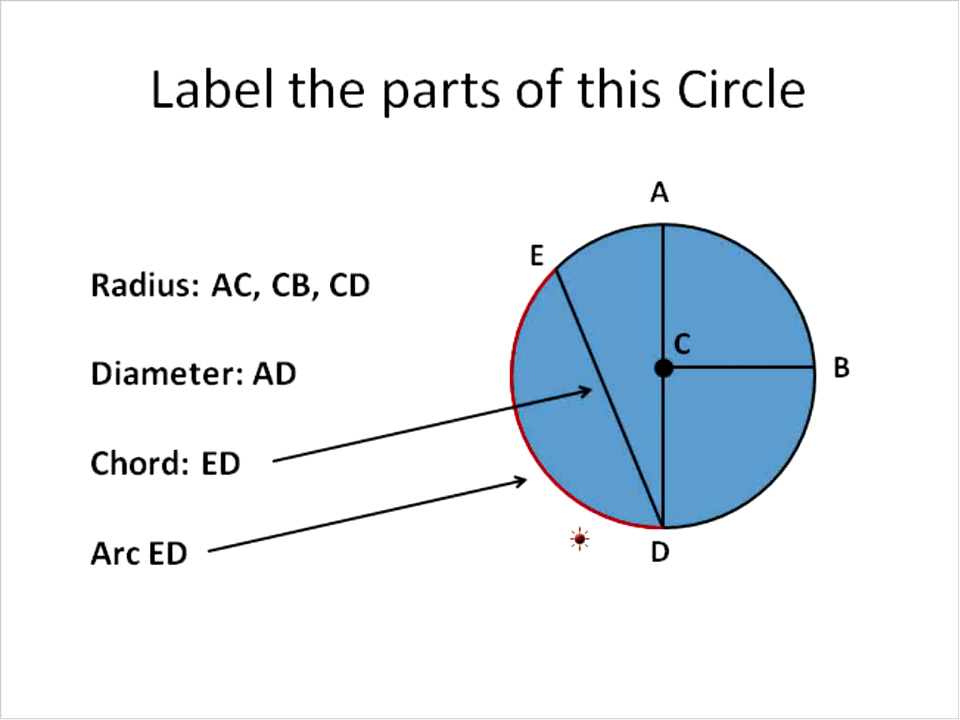 Label the parts of this Circle
A
E
Radius: AC, CB, CD
C
B
Diameter: AD
Chord: ED
Arc ED
D